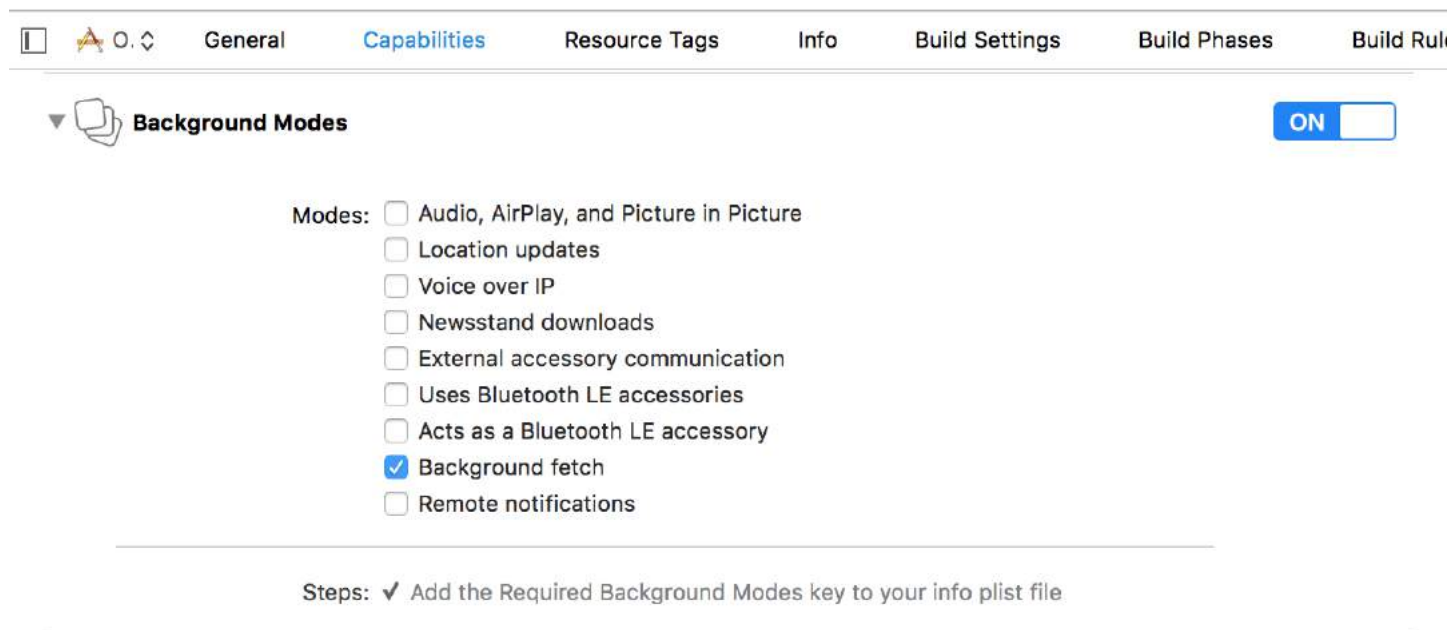 O. General Capabilities Resource Tags Info Build Settings Build Phases Build Rul
Background Modes ON
Modes: Audio, AirPlay, and Picture in Picture
Location updates
Voice over IP
Newsstand downloads
External accessory communication
Uses Bluetooth LE accessories
Acts as a Bluetooth LE accessory
Background fetch
Remote notifications
Steps: ✓ Add the Required Background Modes key to your info plist file